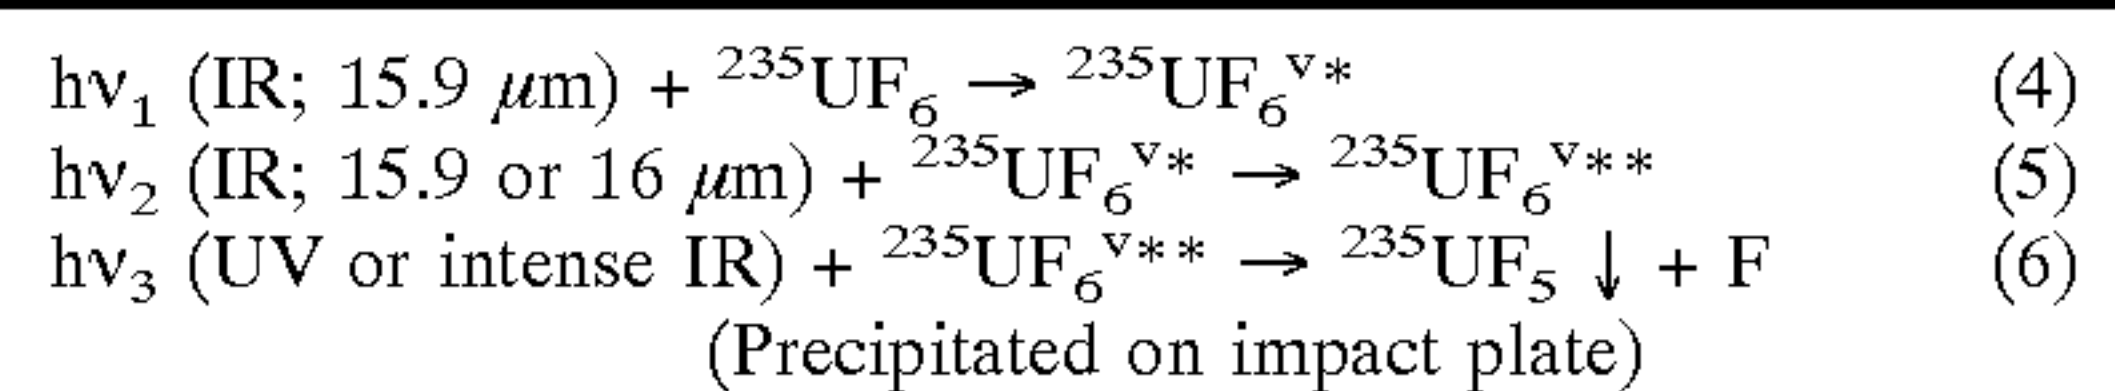 hν₁ (IR; 15.9 μm) + ²³⁵UF₆ → ²³⁵UF₆ᵛ* (4)
hν₂ (IR; 15.9 or 16 μm) + ²³⁵UF₆ᵛ* → ²³⁵UF₆ᵛ** (5)
hν₃ (UV or intense IR) + ²³⁵UF₆ᵛ** → ²³⁵UF₅ ↓ + F (6)
(Precipitated on impact plate)